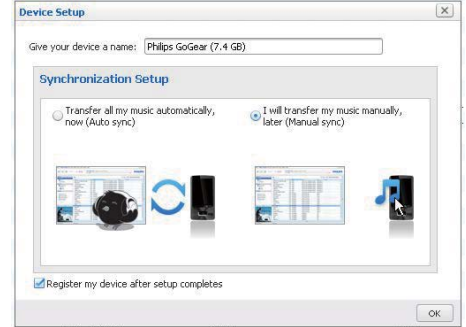 Device Setup
Give your device a name: Philips GoGear (7.4 GB)
Synchronization Setup
Transfer all my music automatically,
now (Auto sync)
I will transfer my music manually,
later (Manual sync)
Register my device after setup completes
OK